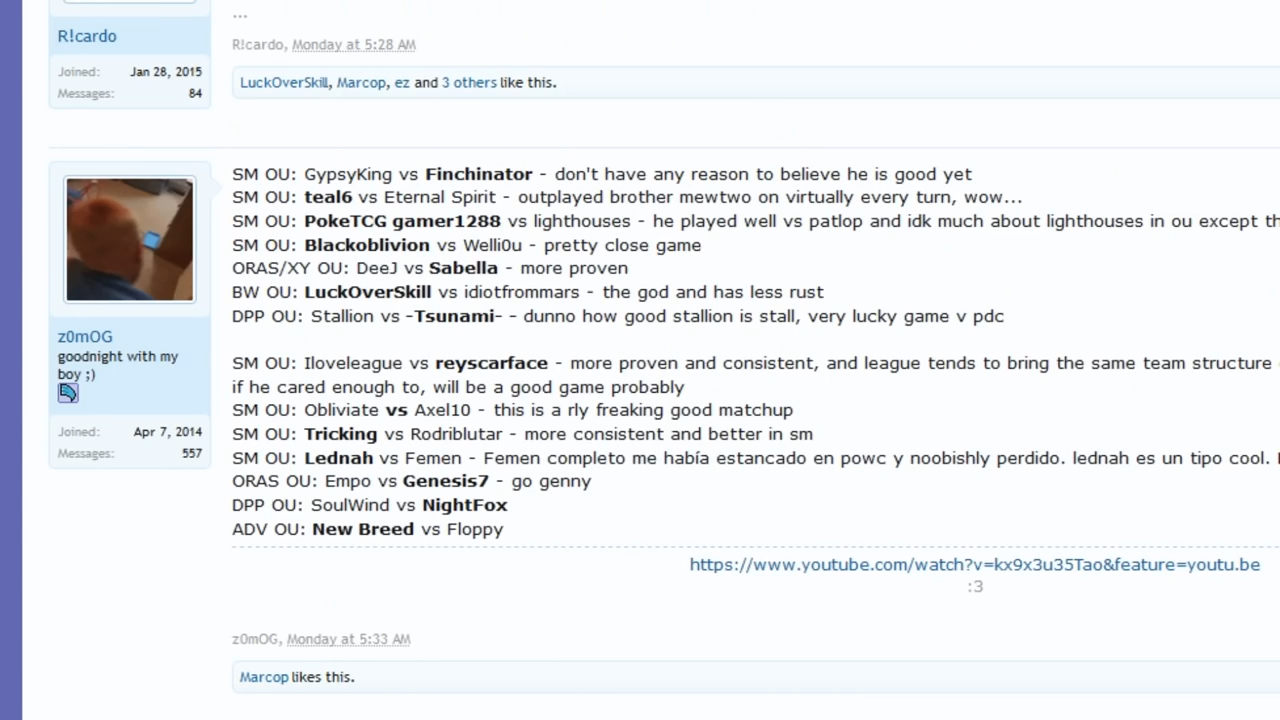 ...
R!cardo
R!cardo, Monday at 5:28 AM
Joined: Jan 28, 2015
Messages: 84
LuckOverSkill, Marcop, ez and 3 others like this.
SM OU: GypsyKing vs Finchinator - don't have any reason to believe he is good yet
SM OU: teal6 vs Eternal Spirit - outplayed brother mewtwo on virtually every turn, wow...
SM OU: PokeTCG gamer1288 vs lighthouses - he played well vs patlop and idk much about lighthouses in ou except
SM OU: Blackoblivion vs Welli0u - pretty close game
ORAS/XY OU: DeeJ vs Sabella - more proven
BW OU: LuckOverSkill vs idiotfrommars - the god and has less rust
DPP OU: Stallion vs -Tsunami- - dunno how good stallion is stall, very lucky game v pdc
SM OU: Iloveleague vs reyscarface - more proven and consistent, and league tends to bring the same team structure
if he cared enough to, will be a good game probably
SM OU: Obliviate vs Axel10 - this is a rly freaking good matchup
SM OU: Tricking vs Rodriblutar - more consistent and better in sm
SM OU: Lednah vs Femen - Femen completo me había estancado en powc y noobishly perdido. lednah es un tipo cool.
ORAS OU: Empo vs Genesis7 - go genny
DPP OU: SoulWind vs NightFox
ADV OU: New Breed vs Floppy
z0mOG
goodnight with my
boy ;)
Joined: Apr 7, 2014
Messages: 557
https://www.youtube.com/watch?v=kx9x3u35Tao&feature=youtu.be
:3
z0mOG, Monday at 5:33 AM
Marcop likes this.